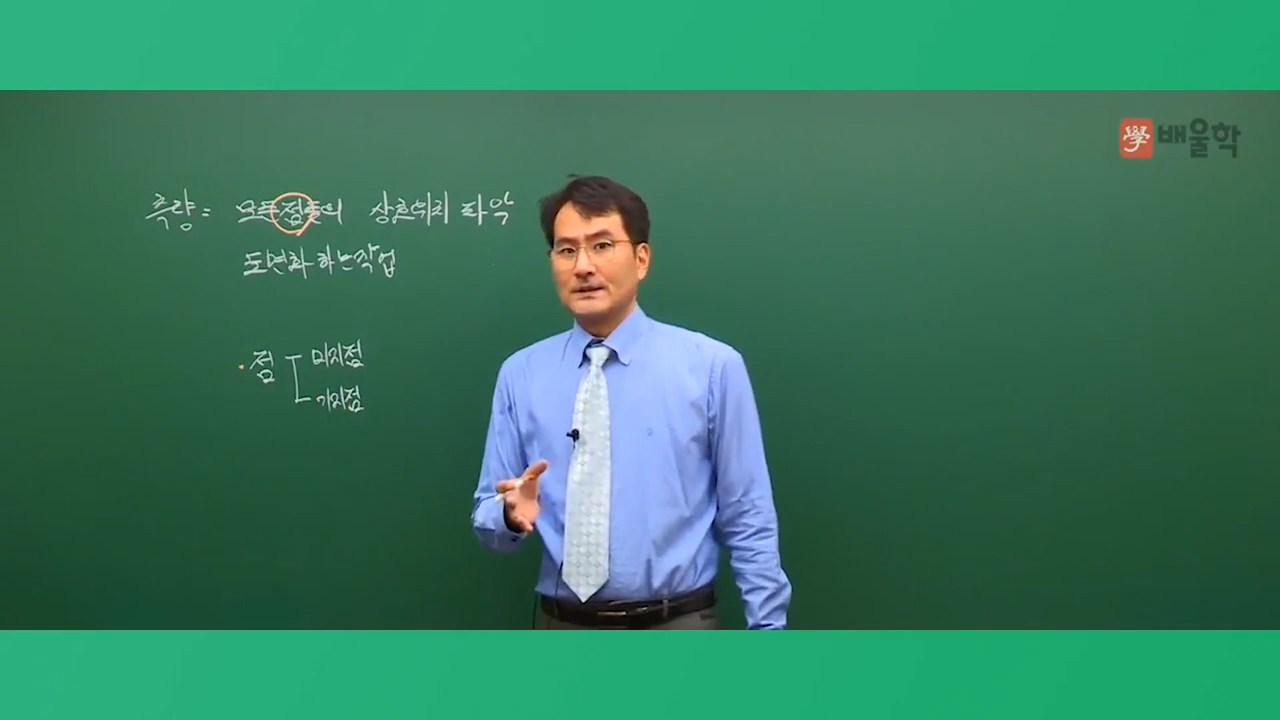 측량 = 모든점들의 상호위치 파악
도면화 하는작업
· 점
미지점
기지점
學 배울학